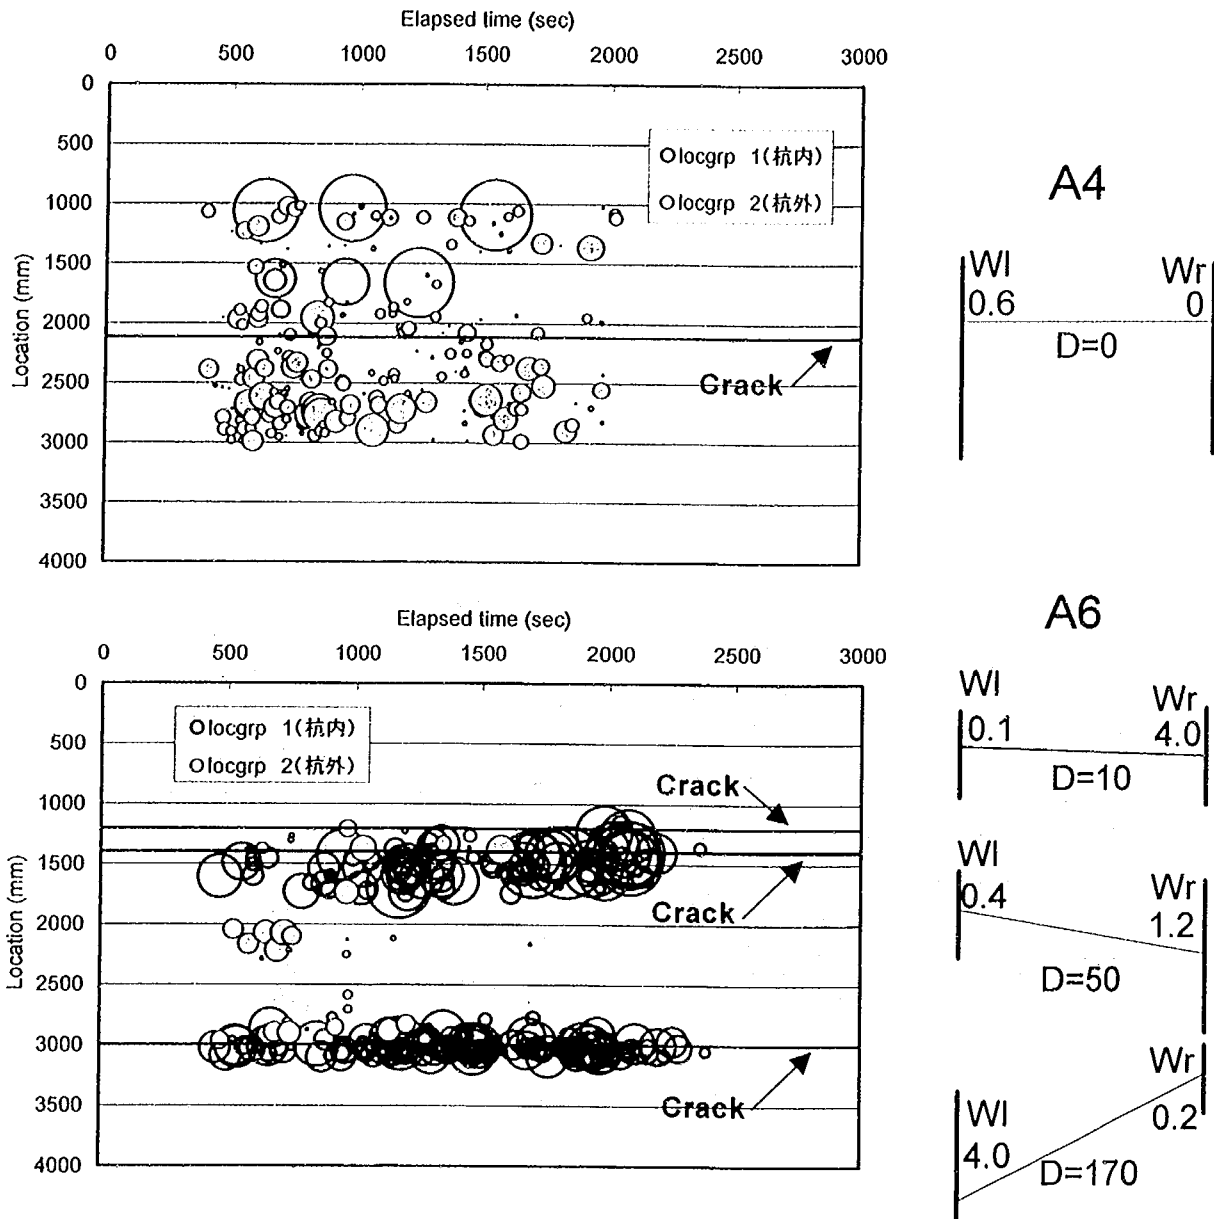 Elapsed time (sec)
0 500 1000 1500 2000 2500 3000
0
500
1000
1500
2000
2500
3000
3500
4000
Location (mm)
locgrp 1(杭内)
locgrp 2(杭外)
Crack
A4
Wl Wr
0.6 0
D=0
Elapsed time (sec)
0 500 1000 1500 2000 2500 3000
0
500
1000
1500
2000
2500
3000
3500
4000
Location (mm)
locgrp 1(杭内)
locgrp 2(杭外)
Crack
Crack
Crack
A6
Wl Wr
0.1 4.0
D=10
Wl Wr
0.4 1.2
D=50
Wl Wr
4.0 0.2
D=170